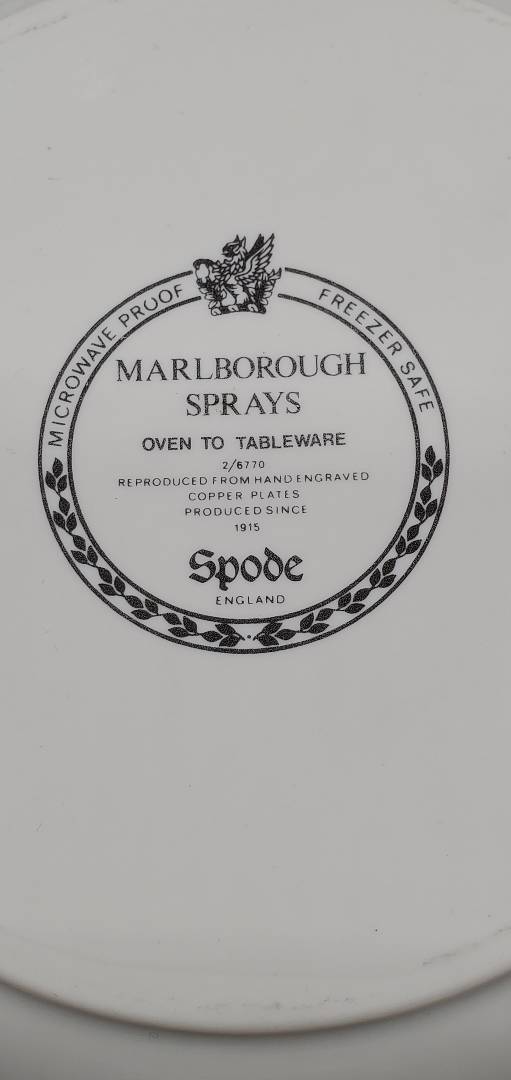 MICROWAVE PROOF
FREEZER SAFE
MARLBOROUGH
SPRAYS
OVEN TO TABLEWARE
2/6770
REPRODUCED FROM HAND ENGRAVED
COPPER PLATES
PRODUCED SINCE
1915
Spode
ENGLAND